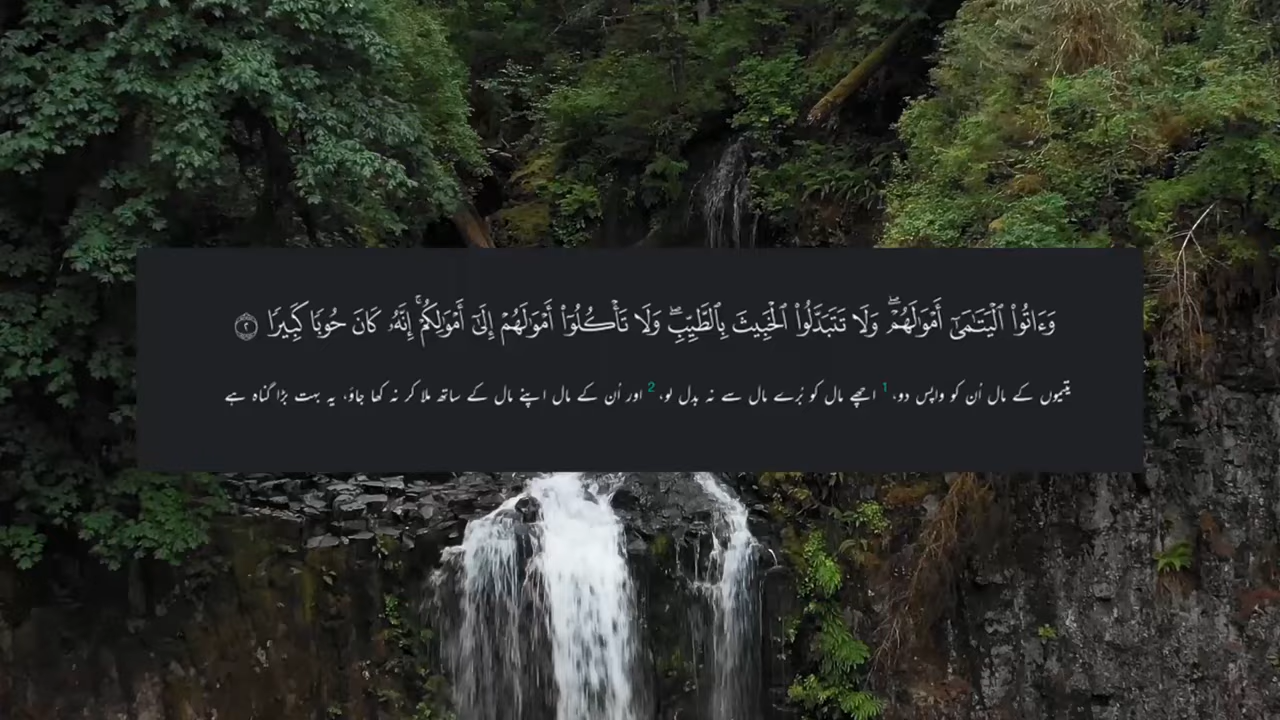 وَءَاتُوا۟ ٱلْيَتَـٰمَىٰٓ أَمْوَٰلَهُمْ ۖ وَلَا تَتَبَدَّلُوا۟ ٱلْخَبِيثَ بِٱلطَّيِّبِ ۖ وَلَا تَأْكُلُوٓا۟ أَمْوَٰلَهُمْ إِلَىٰٓ أَمْوَٰلِكُمْ ۚ إِنَّهُۥ كَانَ حُوبًا كَبِيرًا ٢
یتیموں کے مال اُن کو واپس دو، 1 اچھے مال کو بُرے مال سے نہ بدل لو، 2 اور اُن کے مال اپنے مال کے ساتھ ملا کر نہ کھا جاؤ، یہ بہت بڑا گناہ ہے